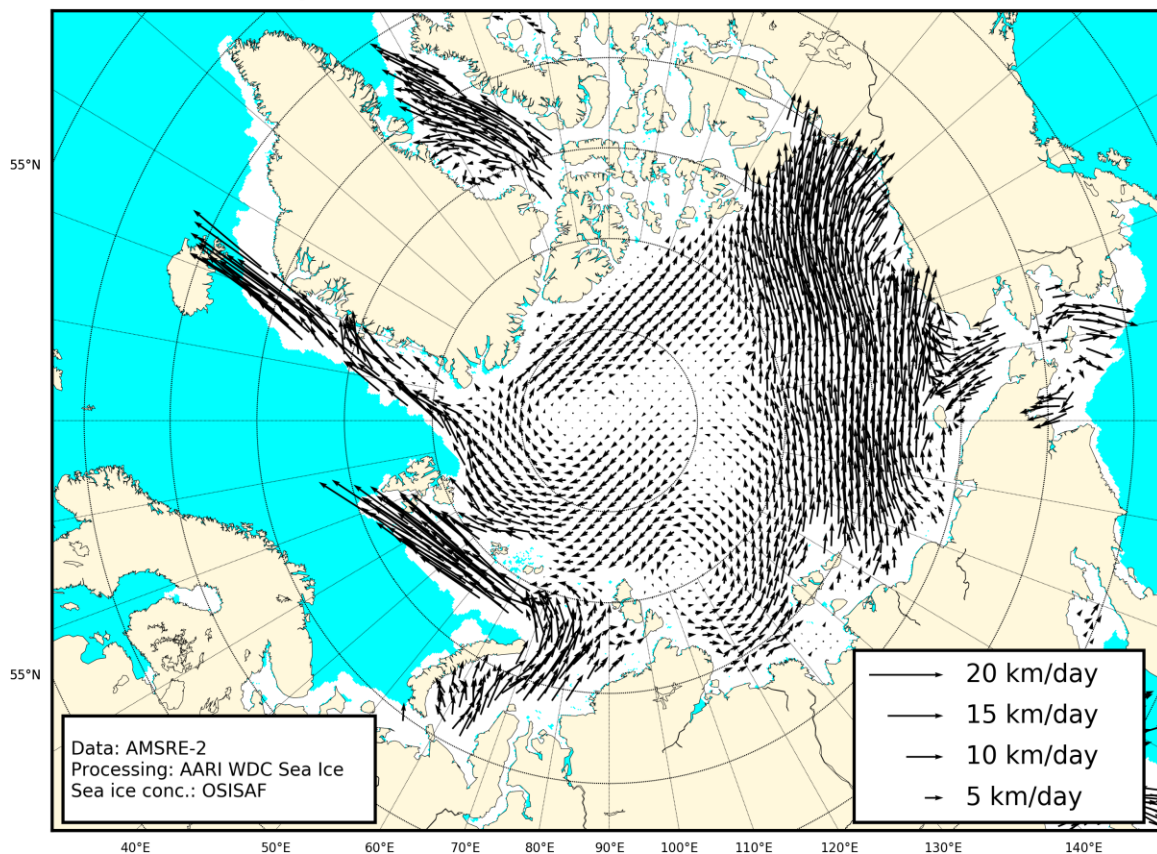 55°N
55°N
Data: AMSRE-2
Processing: AARI WDC Sea Ice
Sea ice conc.: OSISAF
20 km/day
15 km/day
10 km/day
5 km/day
40°E 50°E 60°E 70°E 80°E 90°E 100°E 110°E 120°E 130°E 140°E